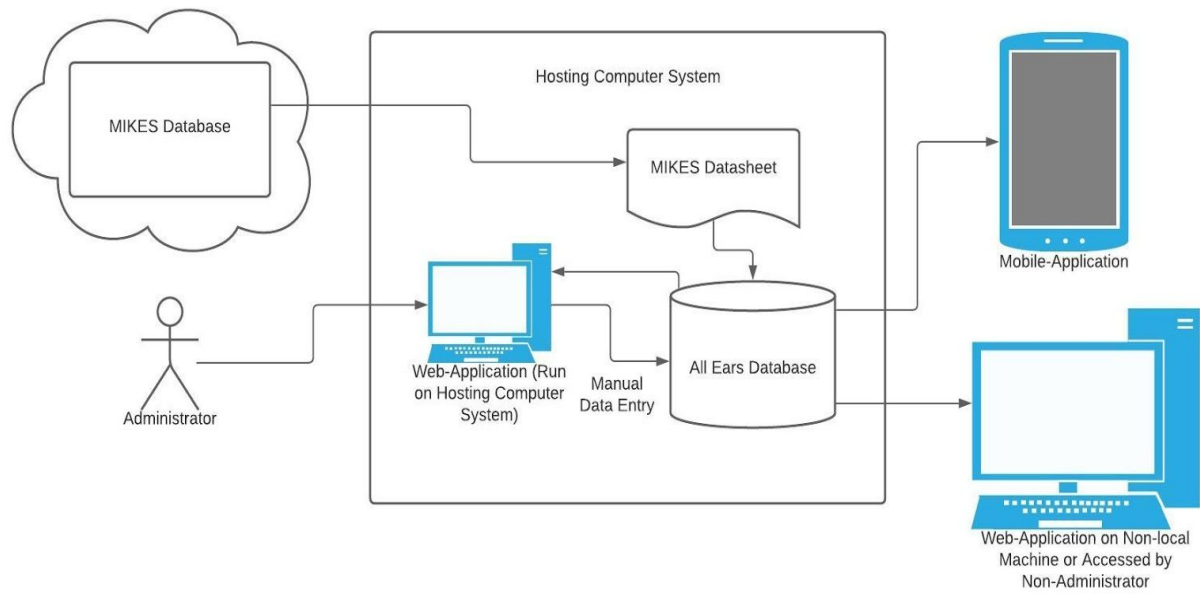 Hosting Computer System
MIKES Database
MIKES Datasheet
Mobile-Application
Administrator
Web-Application (Run
on Hosting Computer
System)
Manual
Data Entry
All Ears Database
Web-Application on Non-local
Machine or Accessed by
Non-Administrator